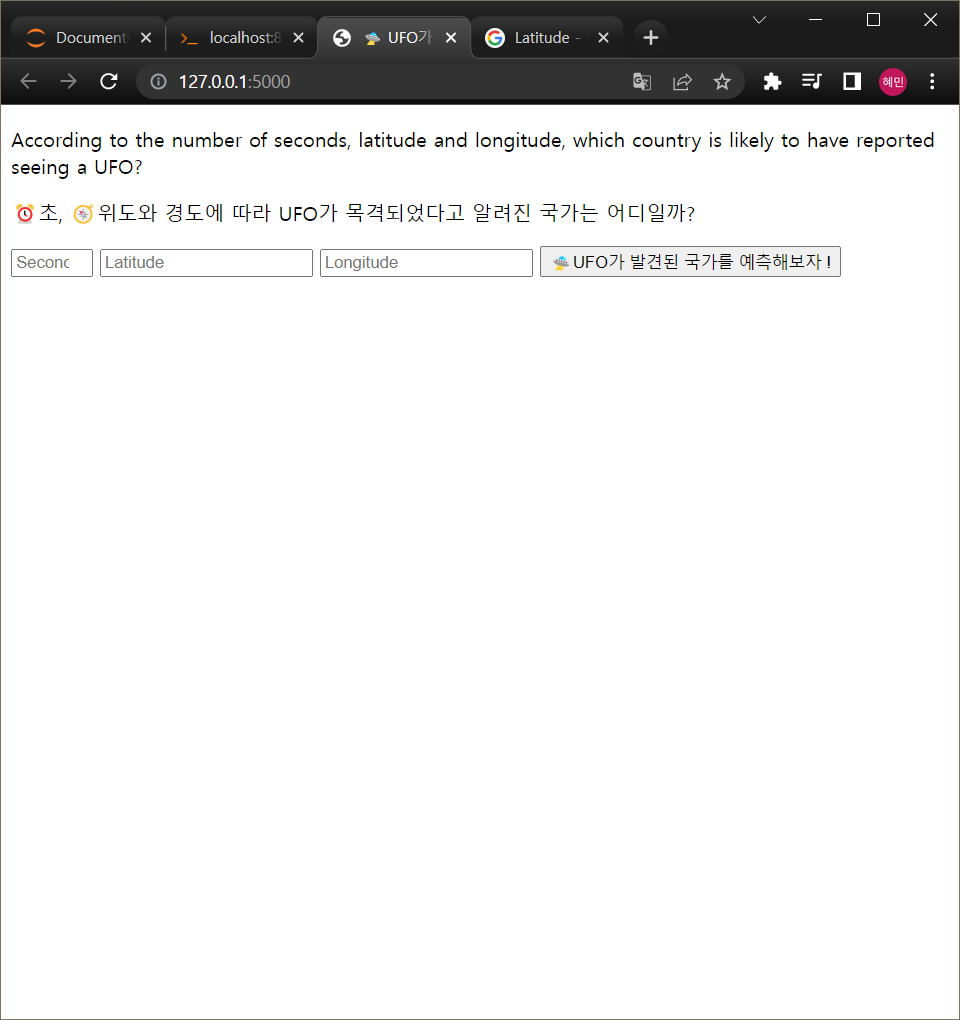 Documents
localhost:8
🛸 UFO가
Latitude -
127.0.0.1:5000
혜민
According to the number of seconds, latitude and longitude, which country is likely to have reported
seeing a UFO?
⏰초, 🧭위도와 경도에 따라 UFO가 목격되었다고 알려진 국가는 어디일까?
Second Latitude Longitude 🛸UFO가 발견된 국가를 예측해보자 !